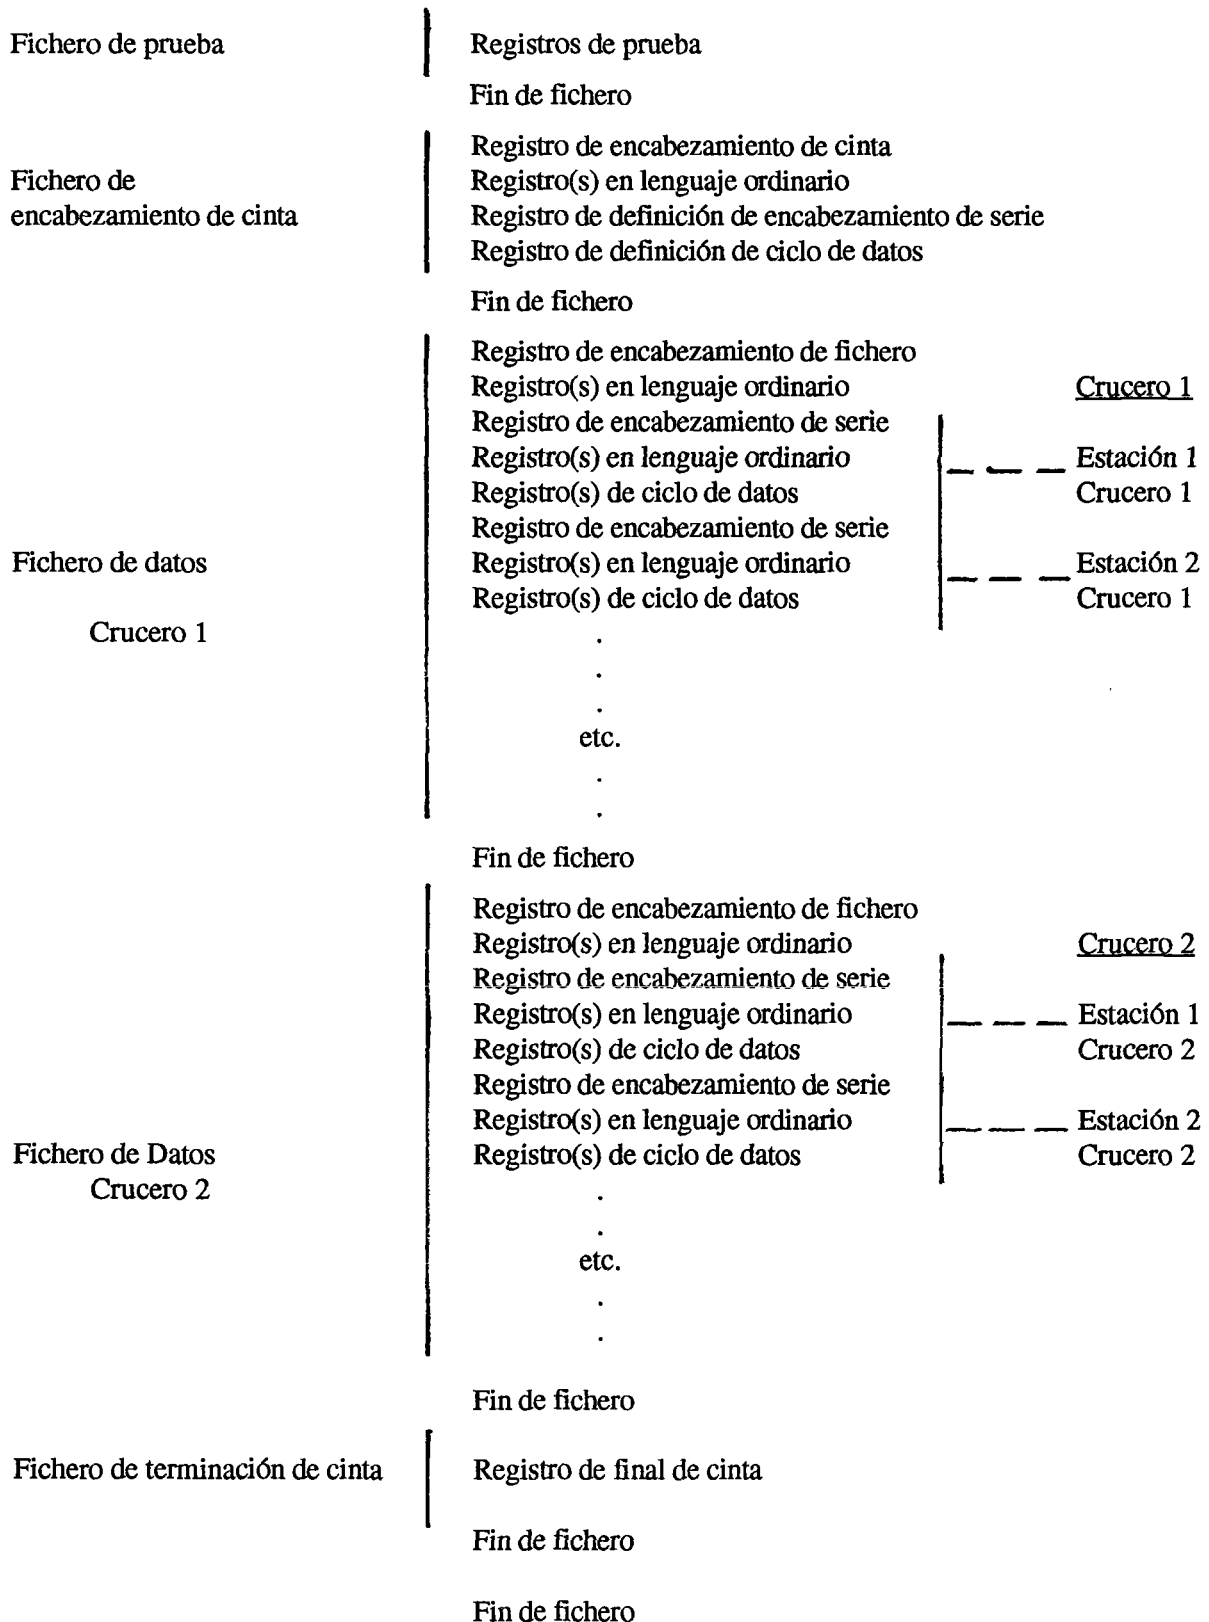 Fichero de prueba Registros de prueba
Fin de fichero
Registro de encabezamiento de cinta
Fichero de Registro(s) en lenguaje ordinario
encabezamiento de cinta Registro de definición de encabezamiento de serie
Registro de definición de ciclo de datos
Fin de fichero
Registro de encabezamiento de fichero
Registro(s) en lenguaje ordinario Crucero 1
Registro de encabezamiento de serie
Registro(s) en lenguaje ordinario Estación 1
Registro(s) de ciclo de datos Crucero 1
Registro de encabezamiento de serie
Fichero de datos Registro(s) en lenguaje ordinario Estación 2
Registro(s) de ciclo de datos Crucero 1
Crucero 1 .
.
.
etc.
.
.
Fin de fichero
Registro de encabezamiento de fichero
Registro(s) en lenguaje ordinario Crucero 2
Registro de encabezamiento de serie
Registro(s) en lenguaje ordinario Estación 1
Registro(s) de ciclo de datos Crucero 2
Registro de encabezamiento de serie
Registro(s) en lenguaje ordinario Estación 2
Fichero de Datos Registro(s) de ciclo de datos Crucero 2
Crucero 2 .
.
etc.
.
.
Fin de fichero
Fichero de terminación de cinta Registro de final de cinta
Fin de fichero
Fin de fichero